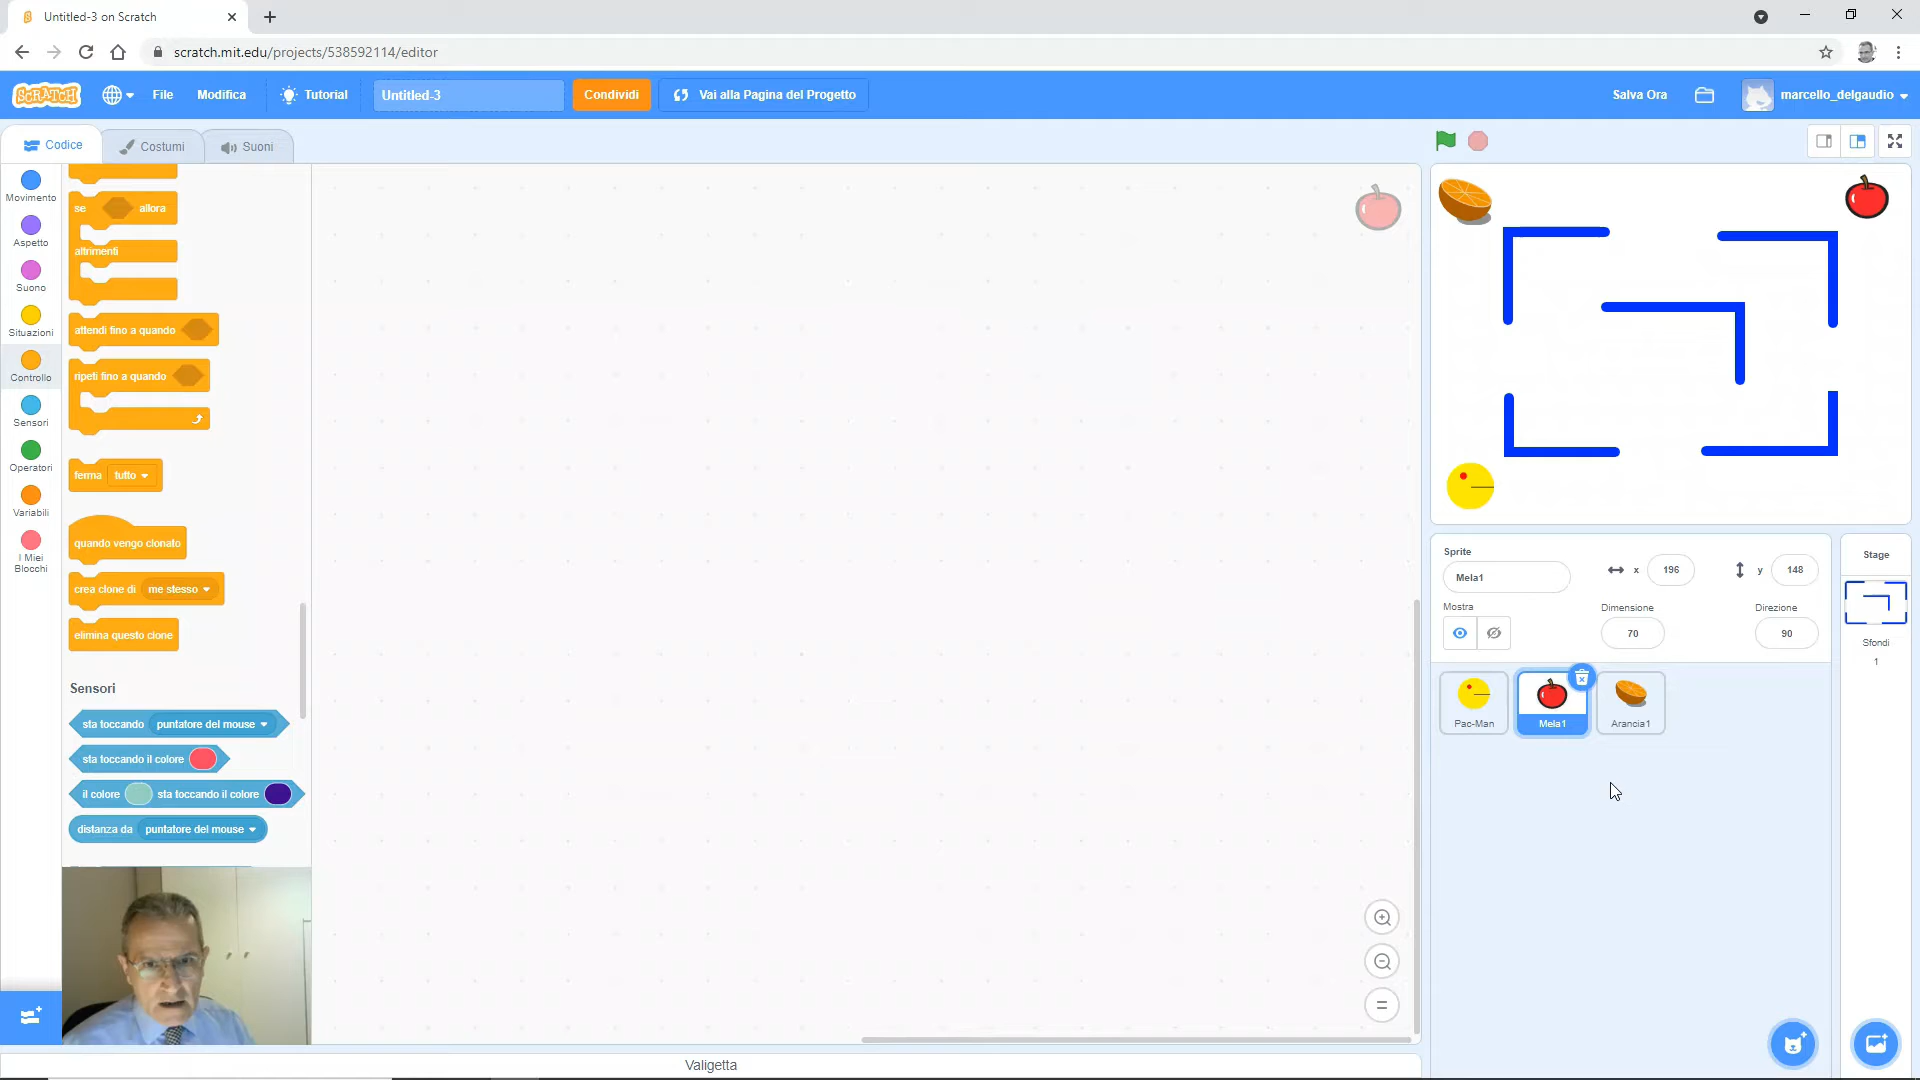 Untitled-3 on Scratch
scratch.mit.edu/projects/538592114/editor
SCRATCH
File
Modifica
Tutorial
Untitled-3
Condividi
Vai alla Pagina del Progetto
Salva Ora
marcello_delgaudio
Codice
Costumi
Suoni
Movimento
Aspetto
Suono
Situazioni
Controllo
Sensori
Operatori
Variabili
I Miei
Blocchi
se allora
altrimenti
attendi fino a quando
ripeti fino a quando
ferma tutto
quando vengo clonato
crea clone di me stesso
elimina questo clone
Sensori
sta toccando puntatore del mouse
sta toccando il colore
il colore sta toccando il colore
distanza da puntatore del mouse
Sprite
Mela1
x 196
y 148
Mostra
Dimensione
70
Direzione
90
Pac-Man
Mela1
Arancia1
Stage
Sfondi
1
Valigetta